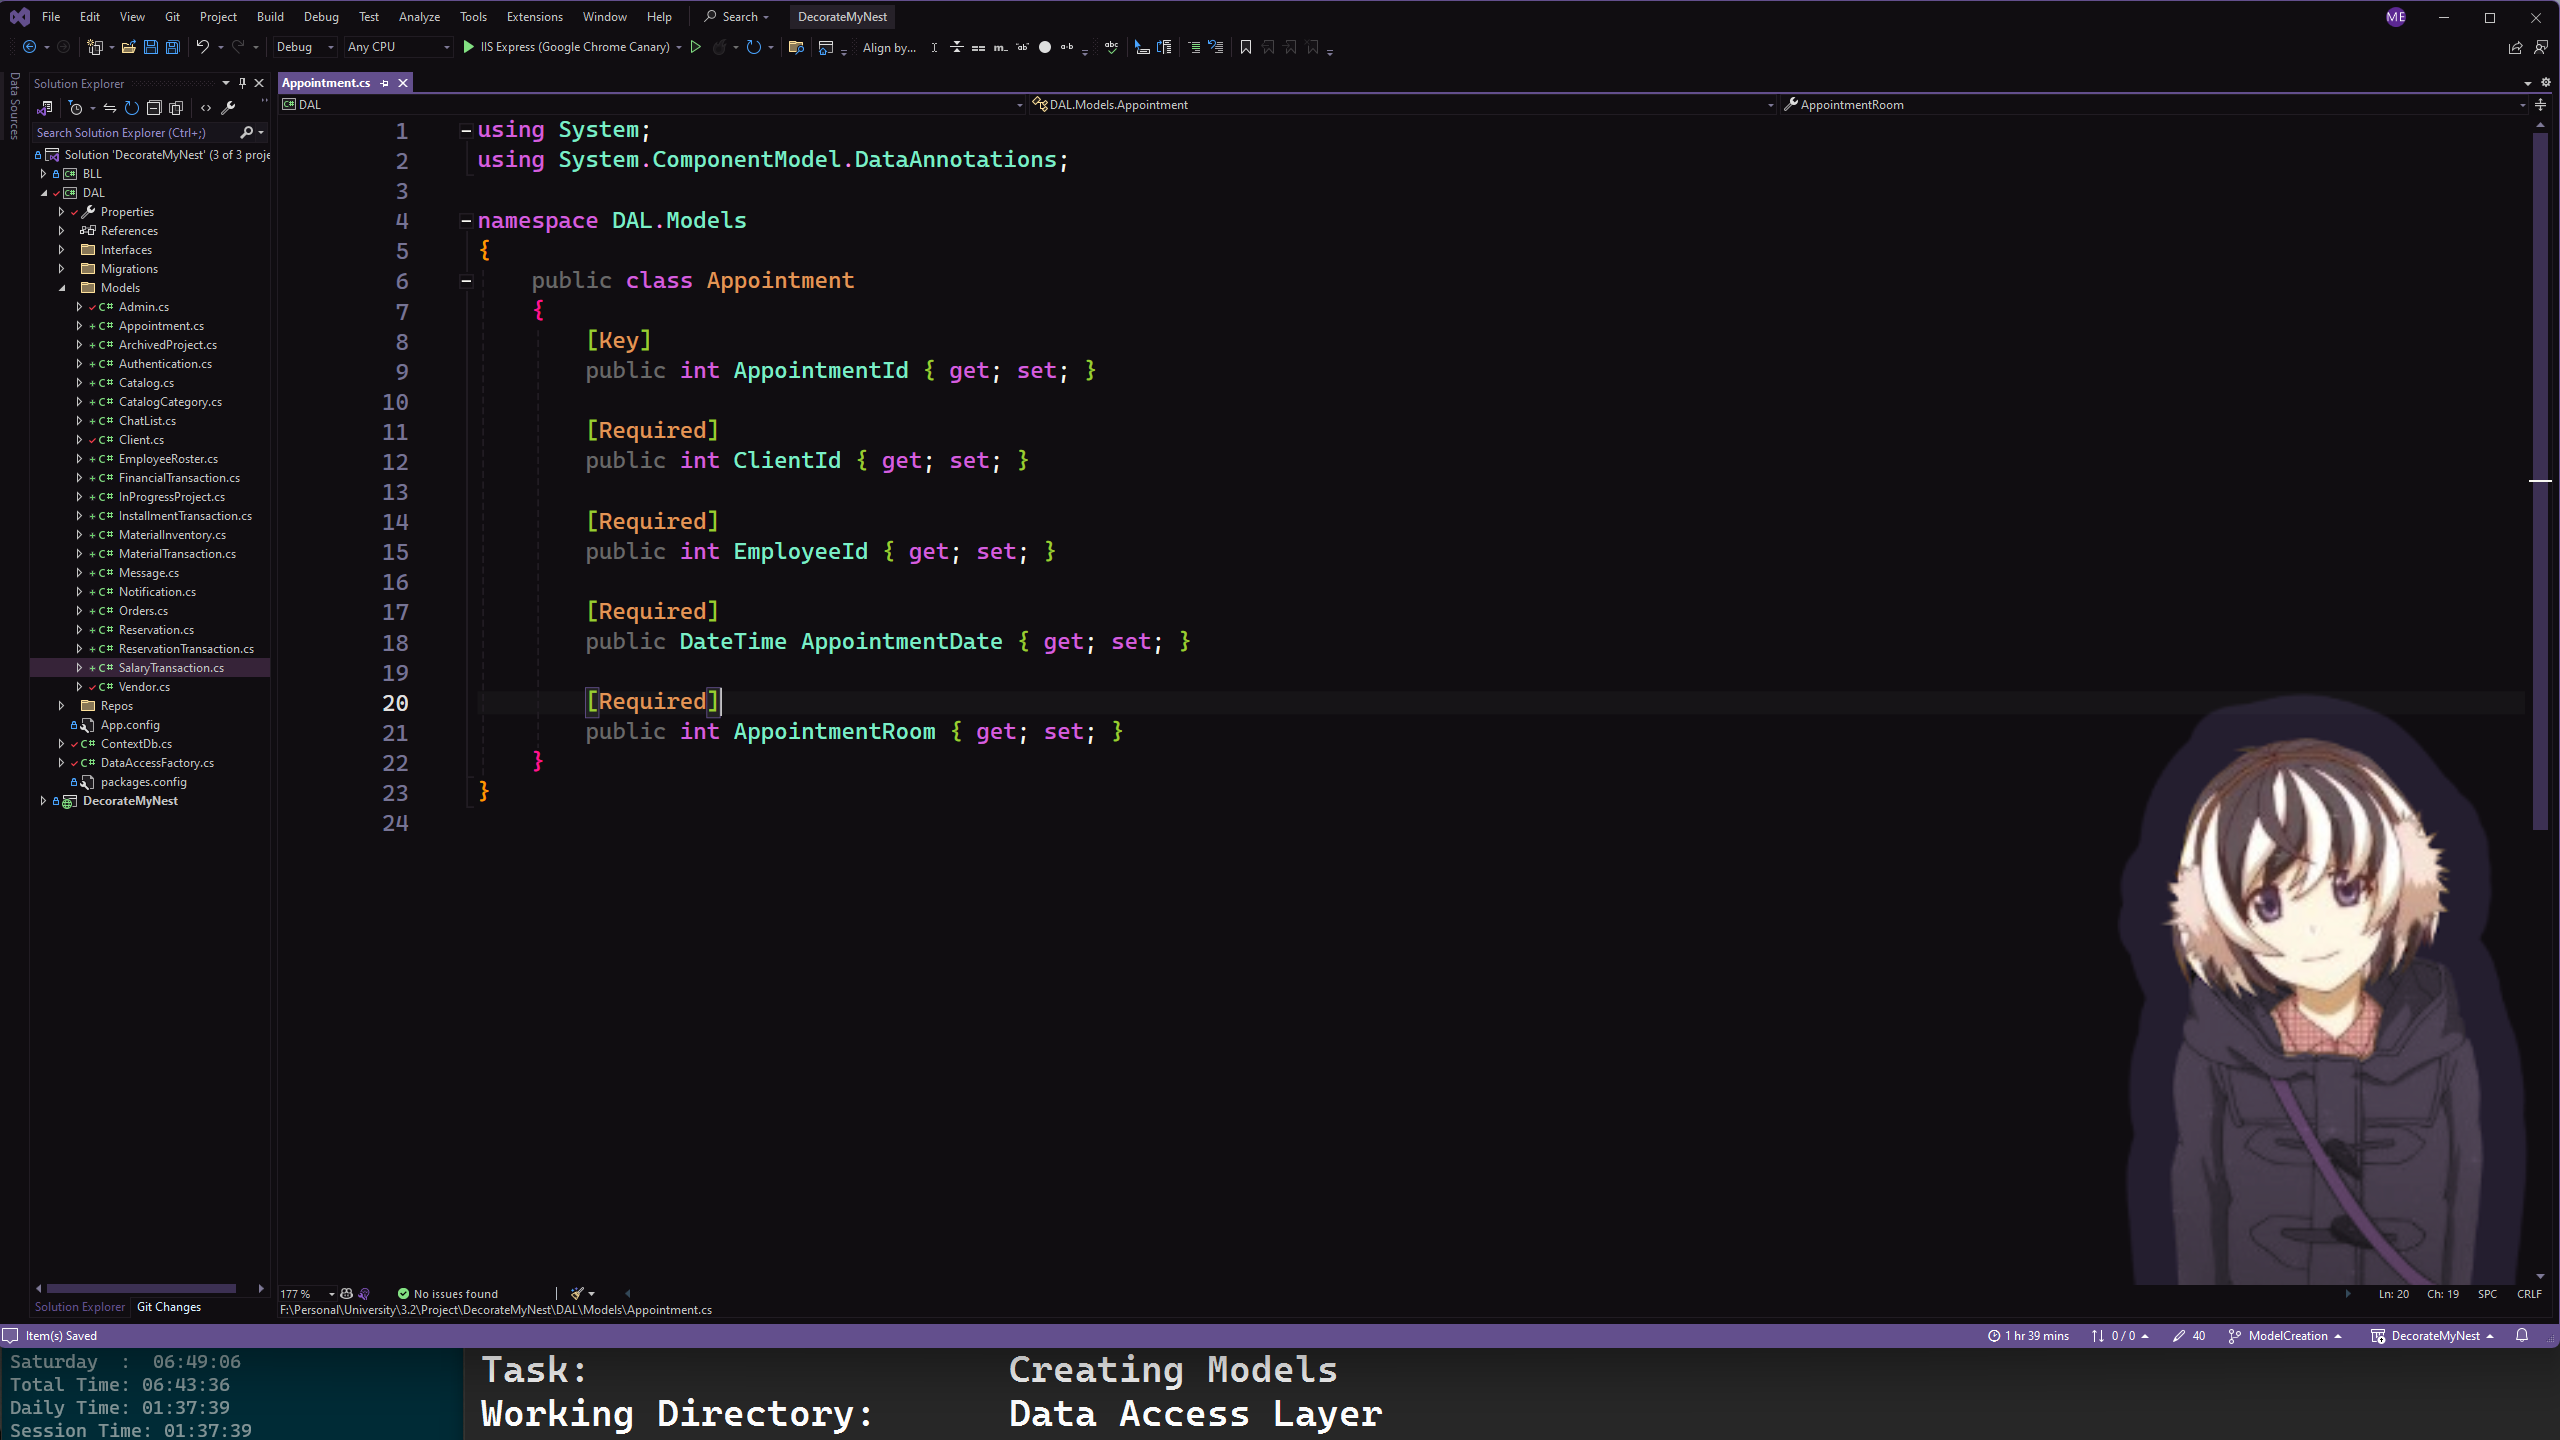 File Edit View Git Project Build Debug Test Analyze Tools Extensions Window Help Search DecorateMyNest ME
Debug Any CPU IIS Express (Google Chrome Canary) Align by...
Data Sources
Solution Explorer
Search Solution Explorer (Ctrl+;)
Solution 'DecorateMyNest' (3 of 3 proje
BLL
DAL
Properties
References
Interfaces
Migrations
Models
Admin.cs
Appointment.cs
ArchivedProject.cs
Authentication.cs
Catalog.cs
CatalogCategory.cs
ChatList.cs
Client.cs
EmployeeRoster.cs
FinancialTransaction.cs
InProgressProject.cs
InstallmentTransaction.cs
MaterialInventory.cs
MaterialTransaction.cs
Message.cs
Notification.cs
Orders.cs
Reservation.cs
ReservationTransaction.cs
SalaryTransaction.cs
Vendor.cs
Repos
App.config
ContextDb.cs
DataAccessFactory.cs
packages.config
DecorateMyNest
Solution Explorer Git Changes
Appointment.cs
DAL DAL.Models.Appointment AppointmentRoom
1 using System;
2 using System.ComponentModel.DataAnnotations;
3
4 namespace DAL.Models
5 {
6 public class Appointment
7 {
8 [Key]
9 public int AppointmentId { get; set; }
10
11 [Required]
12 public int ClientId { get; set; }
13
14 [Required]
15 public int EmployeeId { get; set; }
16
17 [Required]
18 public DateTime AppointmentDate { get; set; }
19
20 [Required]
21 public int AppointmentRoom { get; set; }
22 }
23 }
24
177 % No issues found Ln: 20 Ch: 19 SPC CRLF
F:\Personal\University\3.2\Project\DecorateMyNest\DAL\Models\Appointment.cs
Item(s) Saved 1 hr 39 mins 0 / 0 40 ModelCreation DecorateMyNest
Saturday : 06:49:06
Total Time: 06:43:36
Daily Time: 01:37:39
Session Time: 01:37:39
Task: Creating Models
Working Directory: Data Access Layer